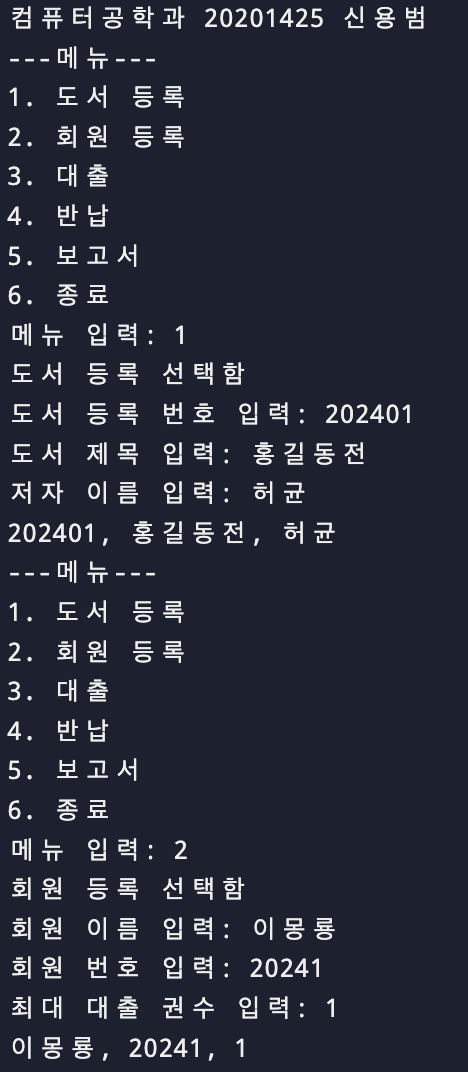 컴퓨터공학과 20201425 신용범
---메뉴---
1. 도서 등록
2. 회원 등록
3. 대출
4. 반납
5. 보고서
6. 종료
메뉴 입력: 1
도서 등록 선택함
도서 등록 번호 입력: 202401
도서 제목 입력: 홍길동전
저자 이름 입력: 허균
202401, 홍길동전, 허균
---메뉴---
1. 도서 등록
2. 회원 등록
3. 대출
4. 반납
5. 보고서
6. 종료
메뉴 입력: 2
회원 등록 선택함
회원 이름 입력: 이몽룡
회원 번호 입력: 20241
최대 대출 권수 입력: 1
이몽룡, 20241, 1